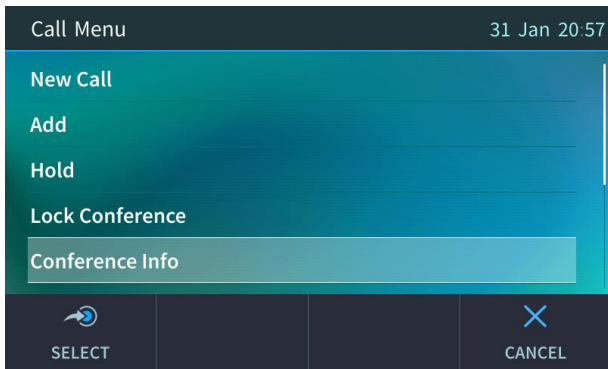 Call Menu 31 Jan 20:57
New Call
Add
Hold
Lock Conference
Conference Info
SELECT CANCEL